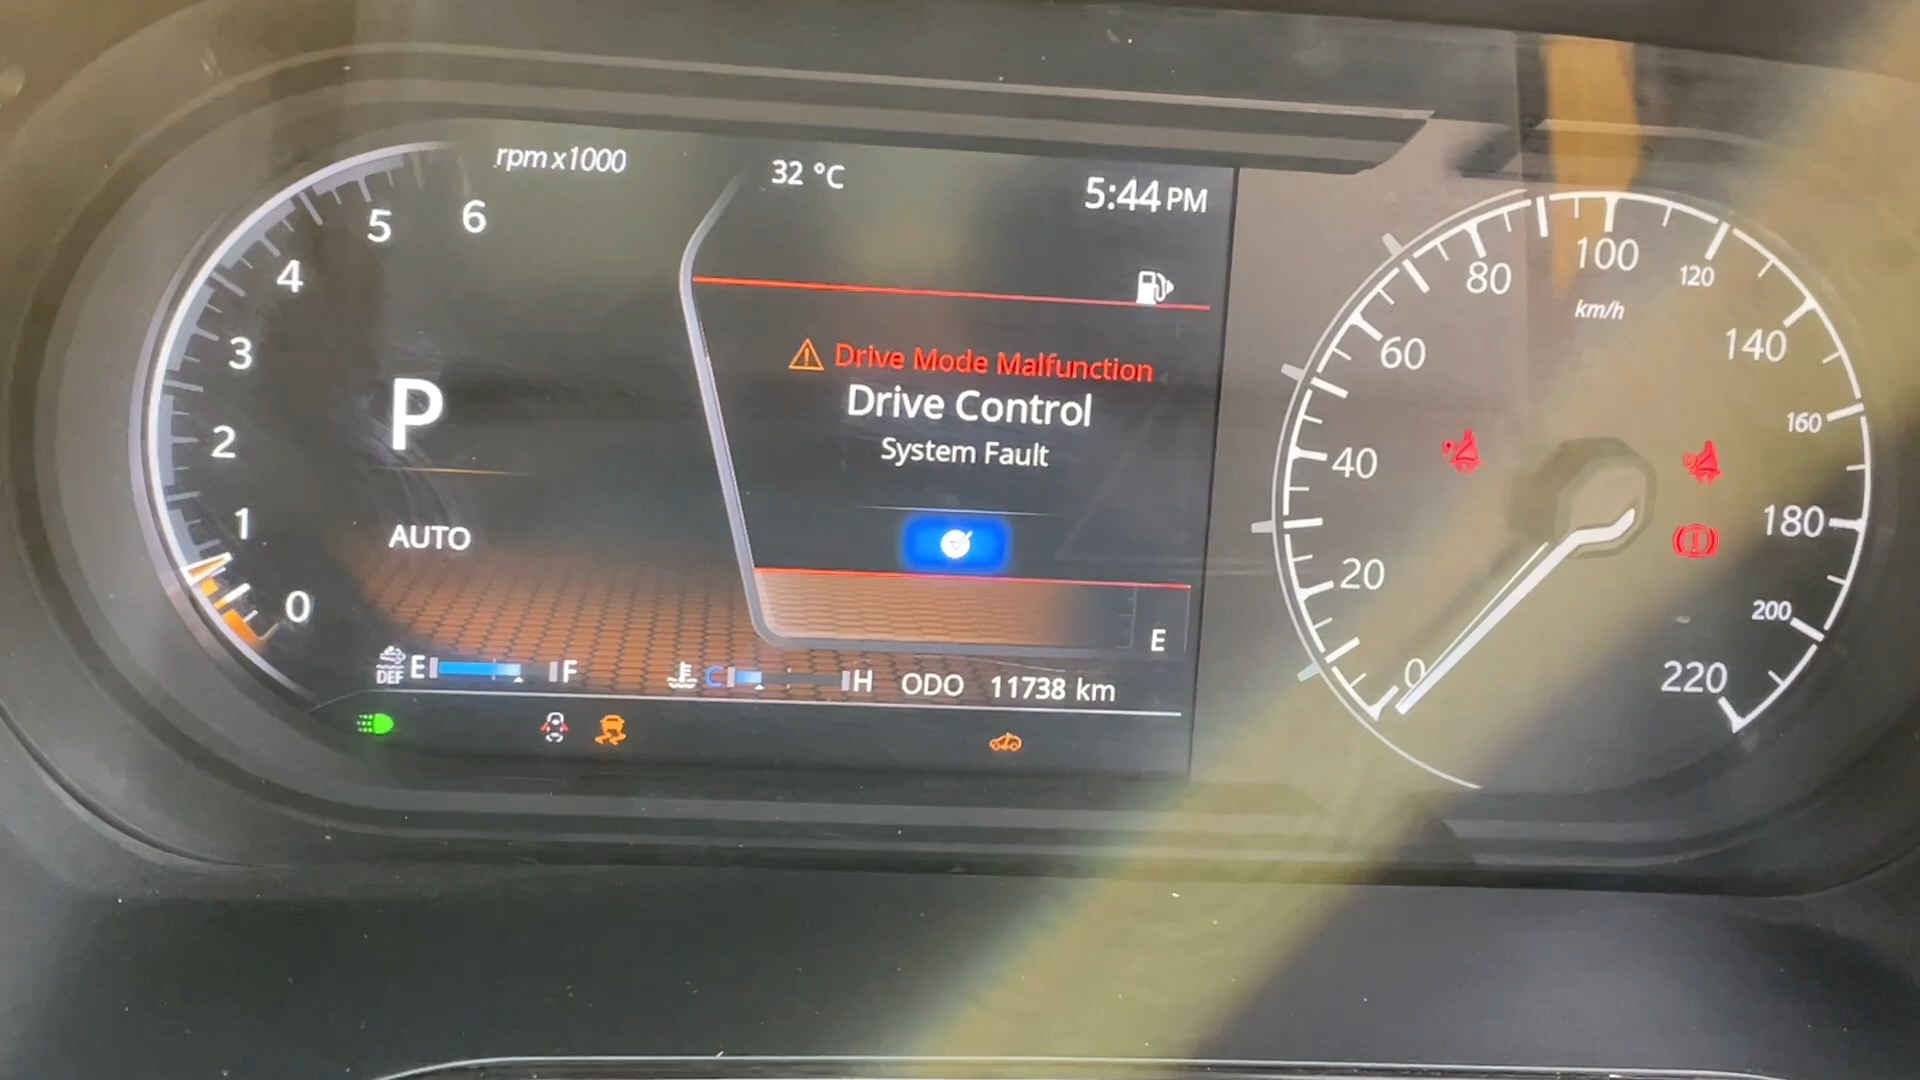 rpm x1000
32 °C
5:44 PM
6
5
4
3
2
1
0
P
AUTO
Drive Mode Malfunction
Drive Control
System Fault
E
DEF E F
C H
ODO 11738 km
0
20
40
60
80
100
120
140
160
180
200
220
km/h